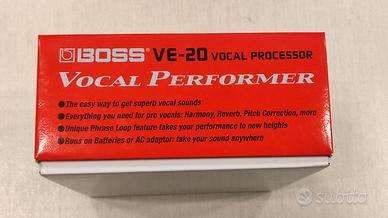 BOSS® VE-20 VOCAL PROCESSOR
VOCAL PERFORMER
●The easy way to get superb vocal sounds
●Everything you need for pro vocals: Harmony, Reverb, Pitch Correction, more
●Unique Phrase Loop feature takes your performance to new heights
●Runs on Batteries or AC adaptor: take your sound anywhere
subito